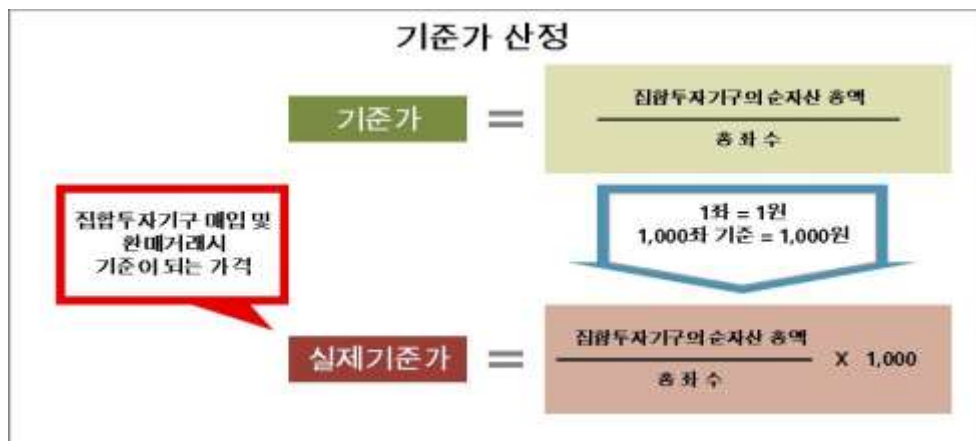 기준가 산정
기준가
=
집합투자기구의 순자산 총액
총 좌 수
집합투자기구 매입 및
환매거래시
기준이 되는 가격
1좌 = 1원
1,000좌 기준 = 1,000원
실제기준가
=
집합투자기구의 순자산 총액
총 좌 수
X 1,000